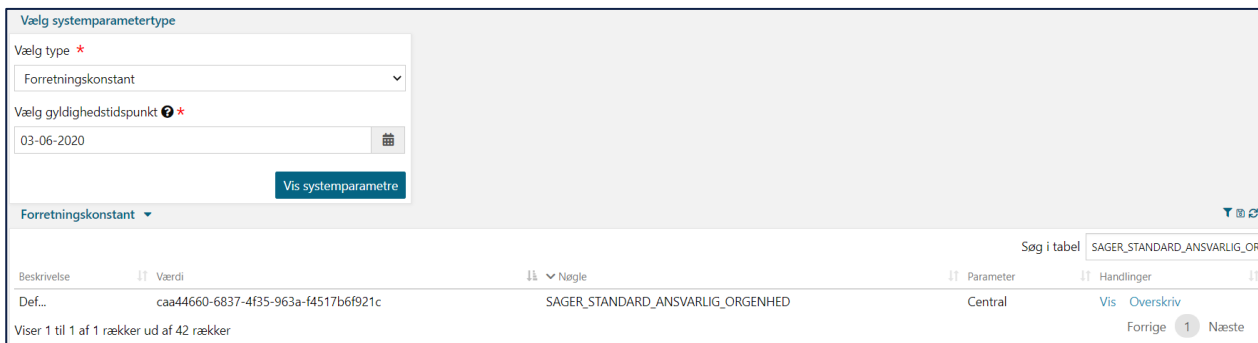 Vælg systemparametertype
Vælg type *
Forretningskonstant
Vælg gyldighedstidspunkt ? *
03-06-2020
Vis systemparametre
Forretningskonstant
Søg i tabel SAGER_STANDARD_ANSVARLIG_OR
Beskrivelse Værdi Nøgle Parameter Handlinger
Def... caa44660-6837-4f35-963a-f4517b6f921c SAGER_STANDARD_ANSVARLIG_ORGENHED Central Vis Overskriv
Viser 1 til 1 af 1 rækker ud af 42 rækker Forrige 1 Næste